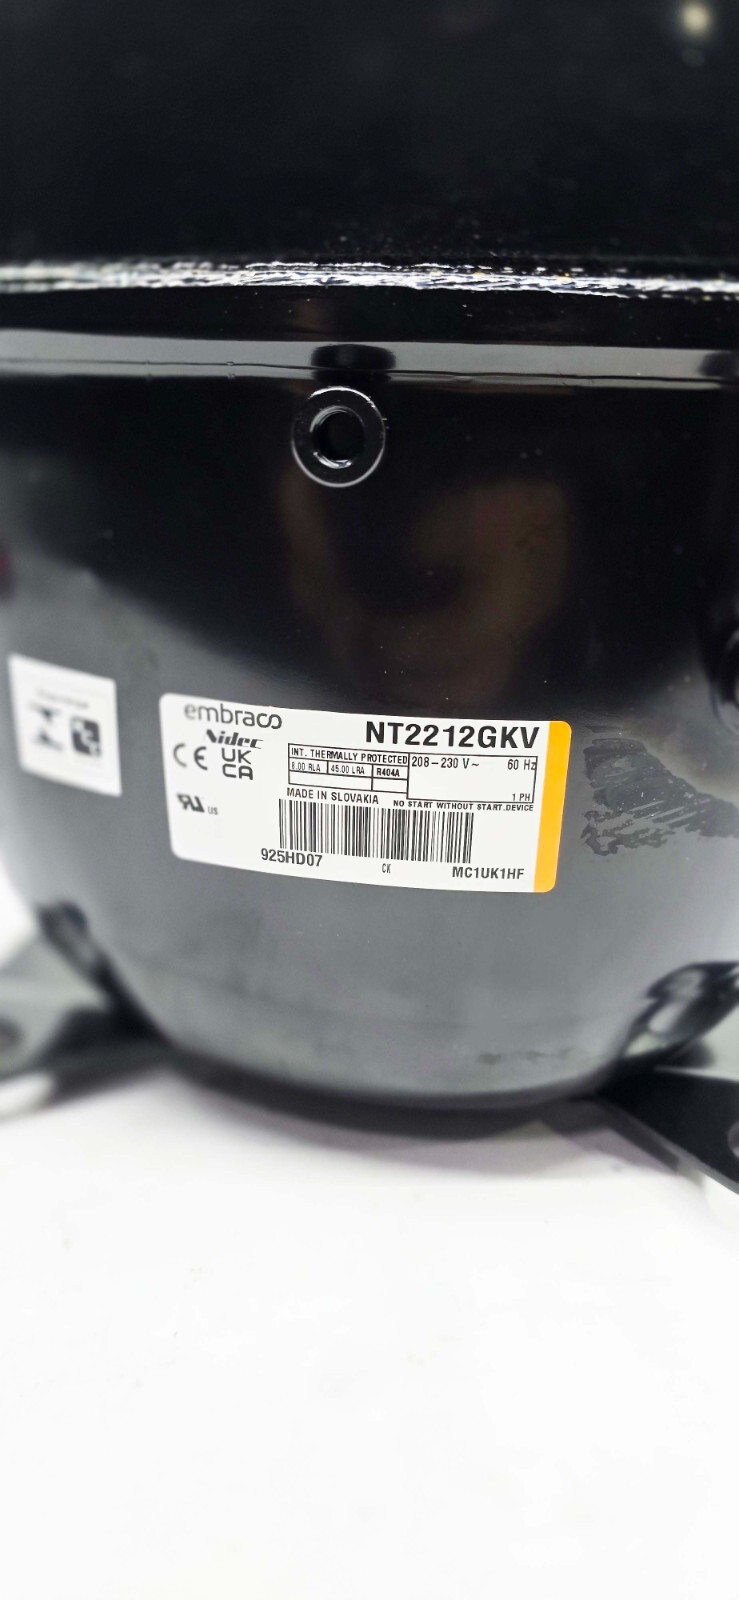 embraco
Nidec
NT2212GKV
CE UK CA
INT. THERMALLY PROTECTED
208-230 V~ 60 Hz
8.00 RLA 45.00 LRA R404A
1 PH
MADE IN SLOVAKIA
NO START WITHOUT START.DEVICE
US
925HD07
CK
MC1UK1HF